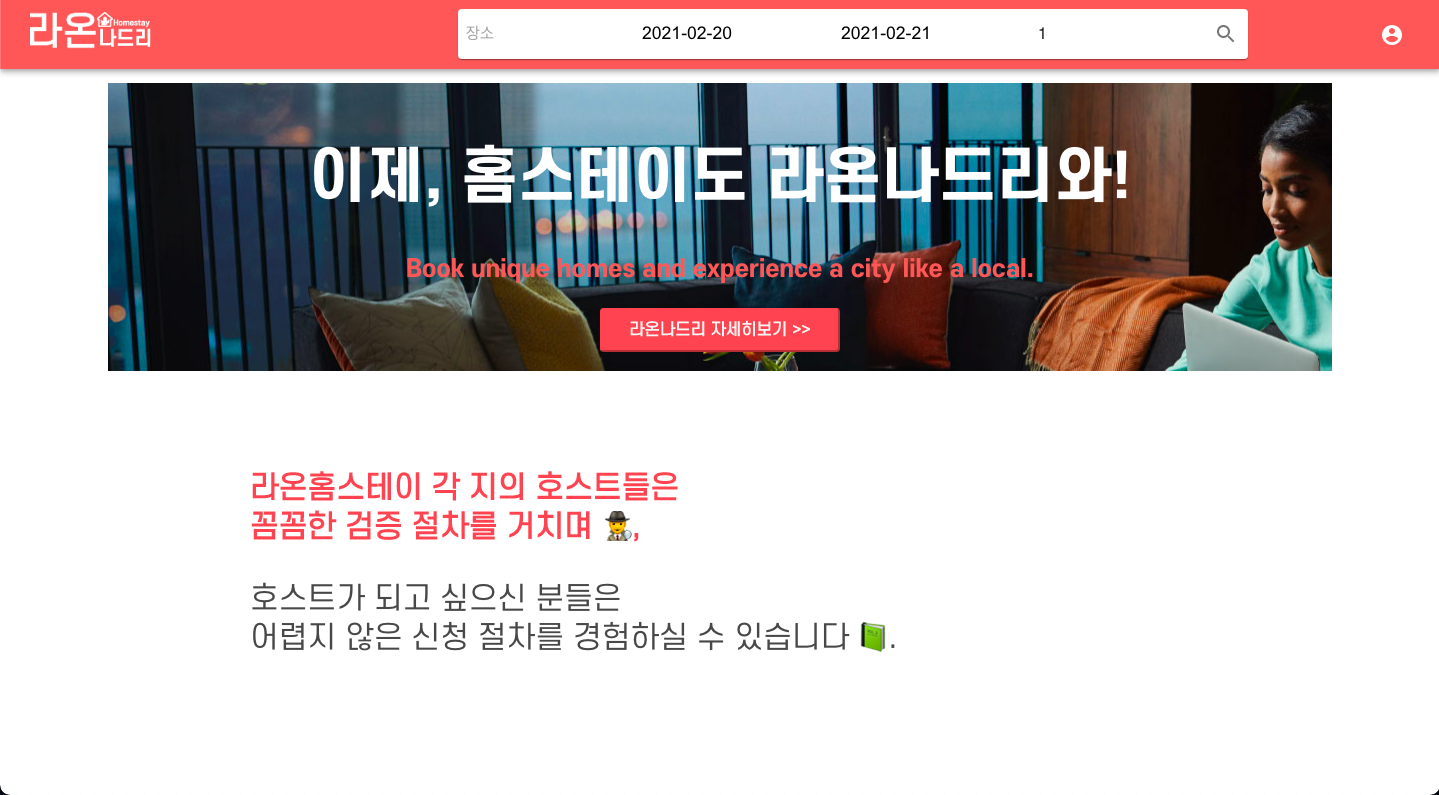 라온나드리 Homestay
장소 2021-02-20 2021-02-21 1
이제, 홈스테이도 라온나드리와!
Book unique homes and experience a city like a local.
라온나드리 자세히보기 >>
라온홈스테이 각 지의 호스트들은
꼼꼼한 검증 절차를 거치며 🕵️,
호스트가 되고 싶으신 분들은
어렵지 않은 신청 절차를 경험하실 수 있습니다 📗.